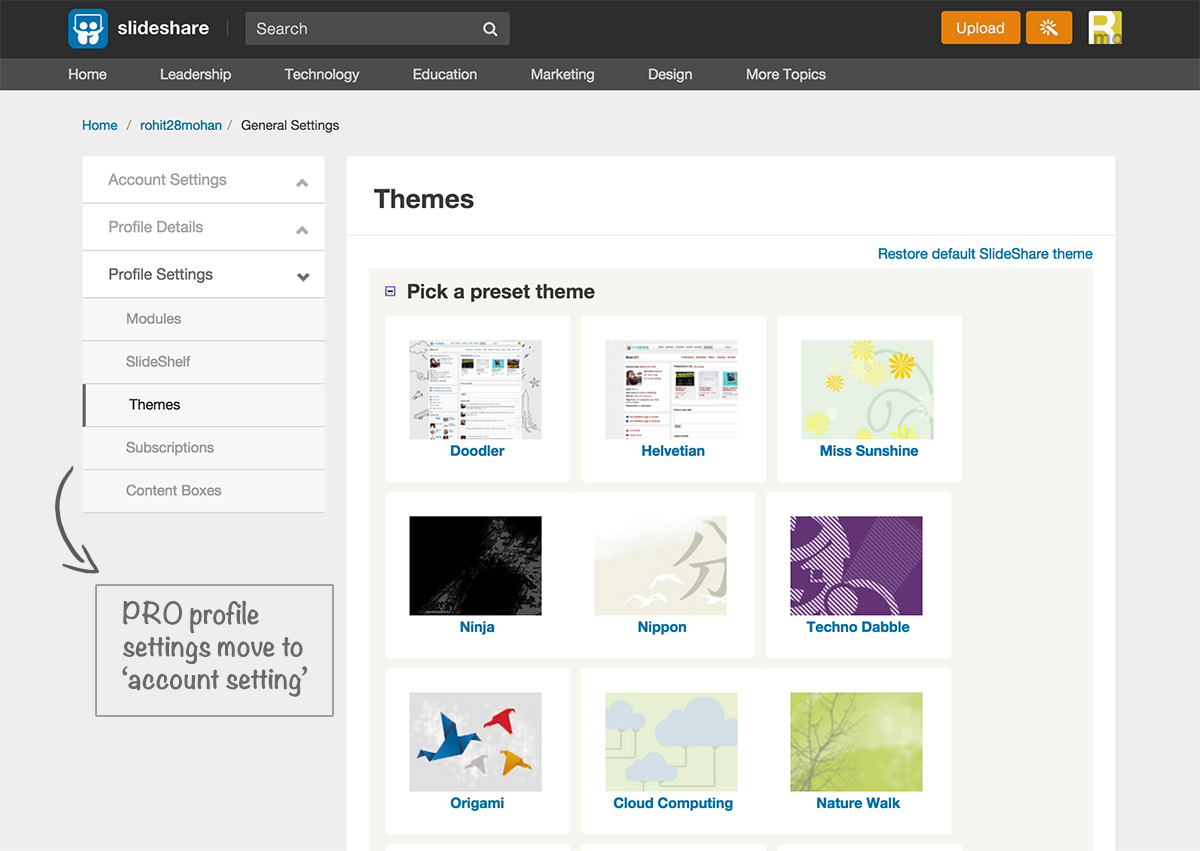 slideshare
Search
Upload
R
mo
Home
Leadership
Technology
Education
Marketing
Design
More Topics
Home / rohit28mohan / General Settings
Account Settings
Profile Details
Profile Settings
Modules
SlideShelf
Themes
Subscriptions
Content Boxes
PRO profile
settings move to
‘account setting’
Themes
Restore default SlideShare theme
Pick a preset theme
Doodler
Helvetian
Miss Sunshine
分
Ninja
Nippon
Techno Dabble
Origami
Cloud Computing
Nature Walk